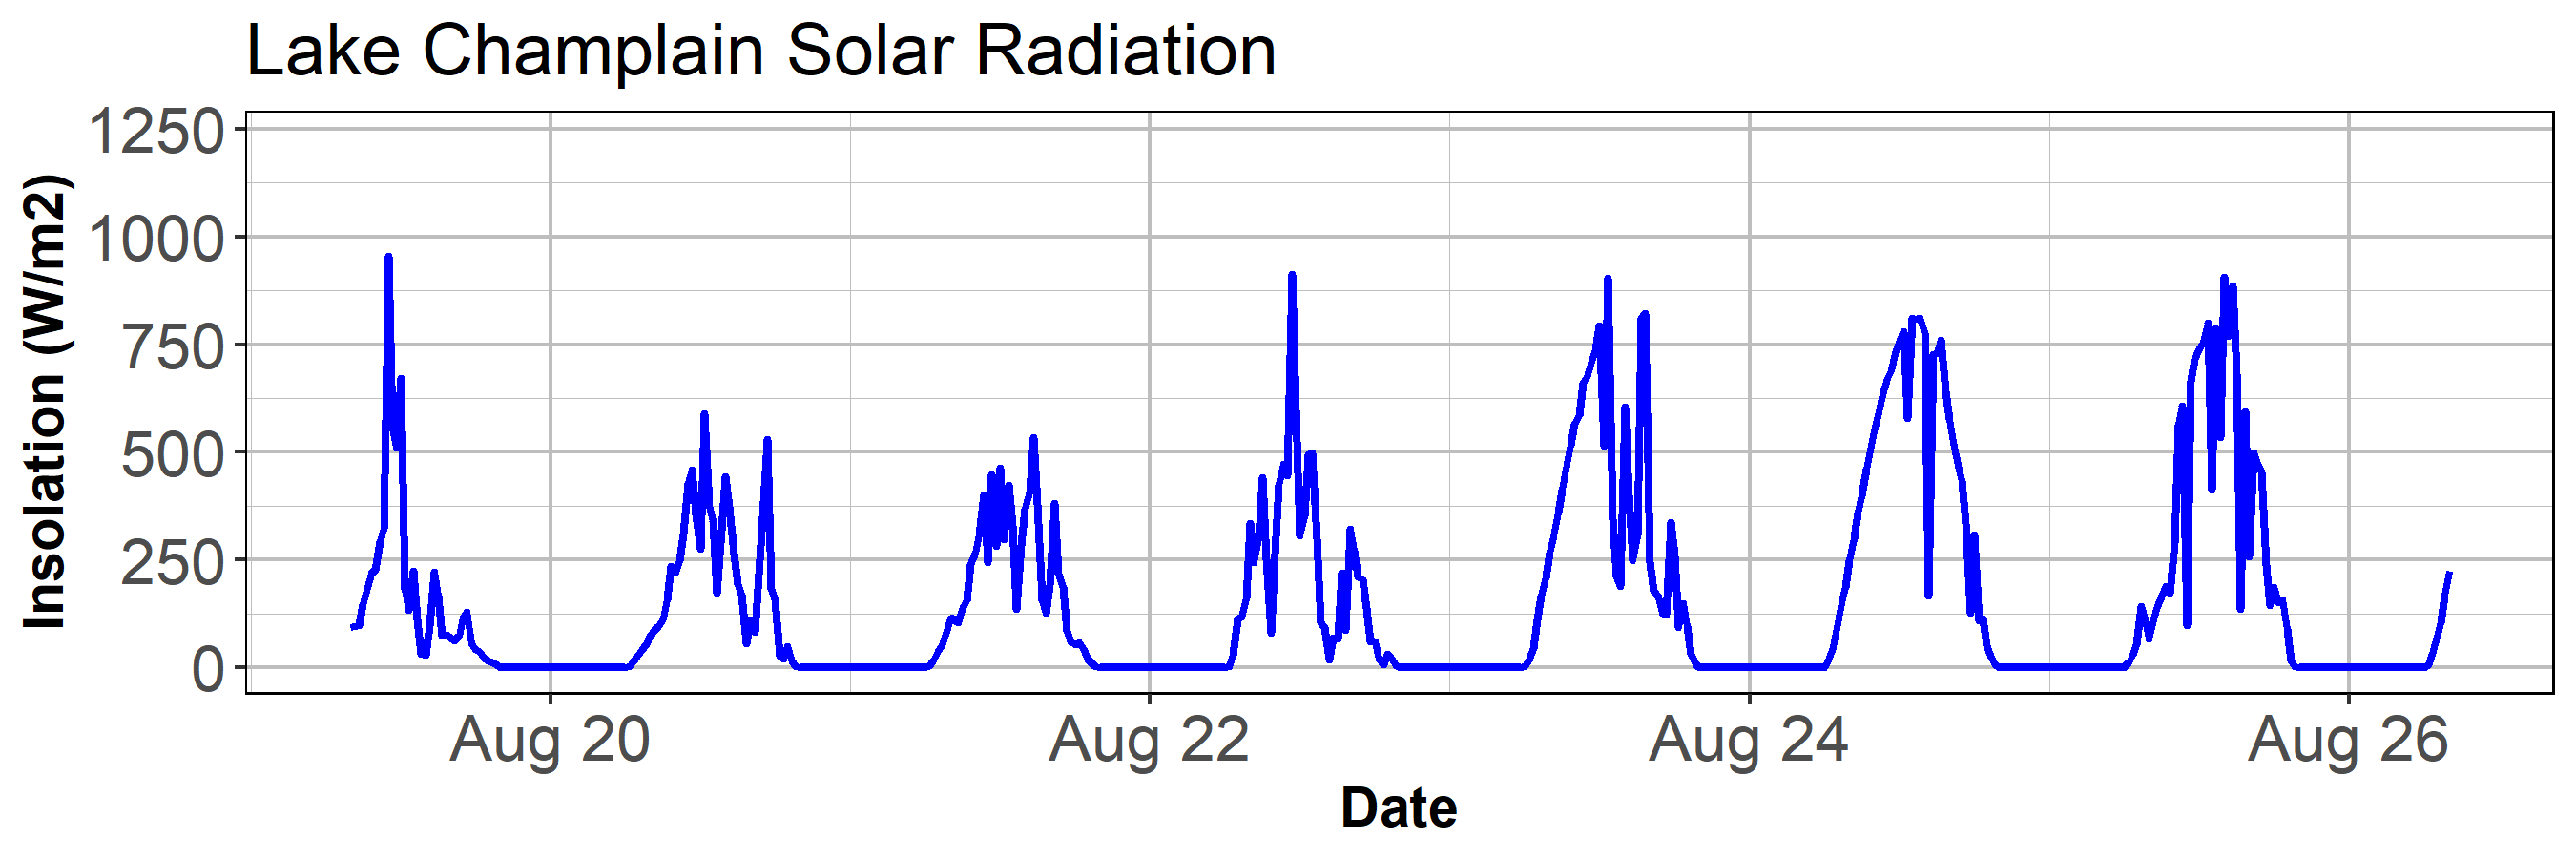 Lake Champlain Solar Radiation
1250
1000
750
500
250
0
Insolation (W/m2)
Aug 20 Aug 22 Aug 24 Aug 26
Date